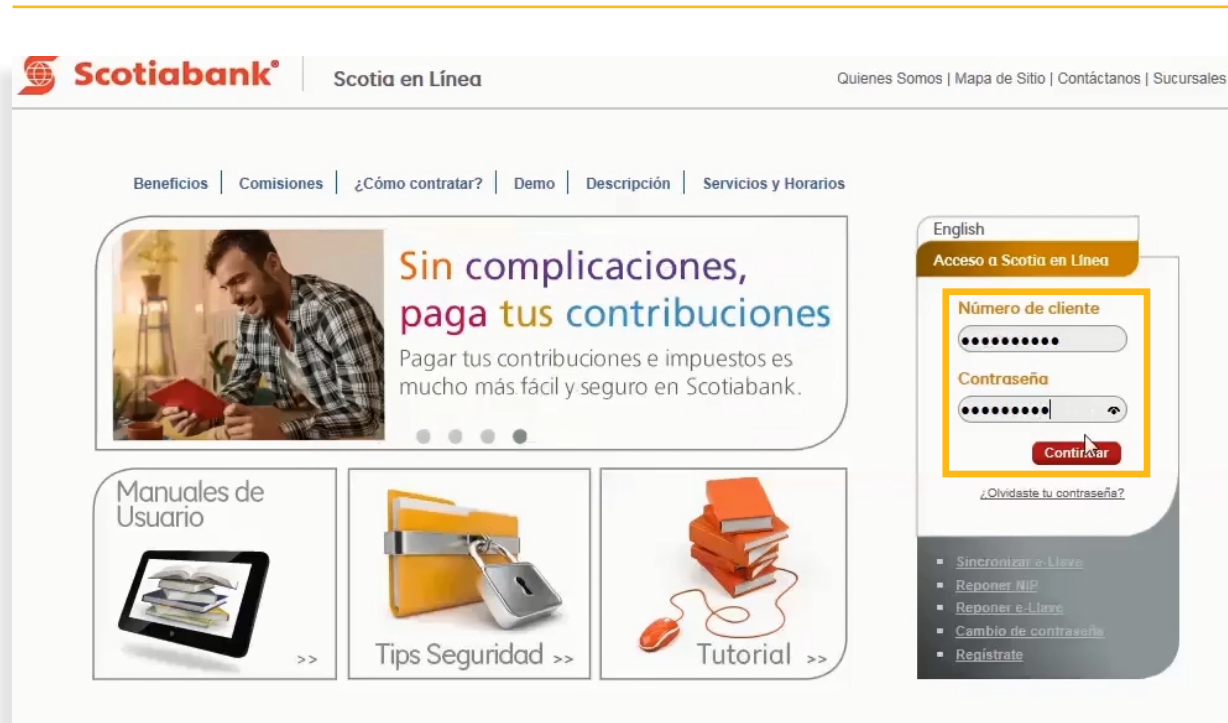 Scotiabank®
Scotia en Línea
Quienes Somos | Mapa de Sitio | Contáctanos | Sucursales
Beneficios | Comisiones | ¿Cómo contratar? | Demo | Descripción | Servicios y Horarios
Sin complicaciones,
paga tus contribuciones
Pagar tus contribuciones e impuestos es
mucho más fácil y seguro en Scotiabank.
English
Acceso a Scotia en Línea
Número de cliente
••••••••••
Contraseña
•••••••••
Continuar
¿Olvidaste tu contraseña?
Sincronizar e-Llave
Reponer NIP
Reponer e-Llave
Cambio de contraseña
Regístrate
Manuales de
Usuario
>>
Tips Seguridad >>
Tutorial >>